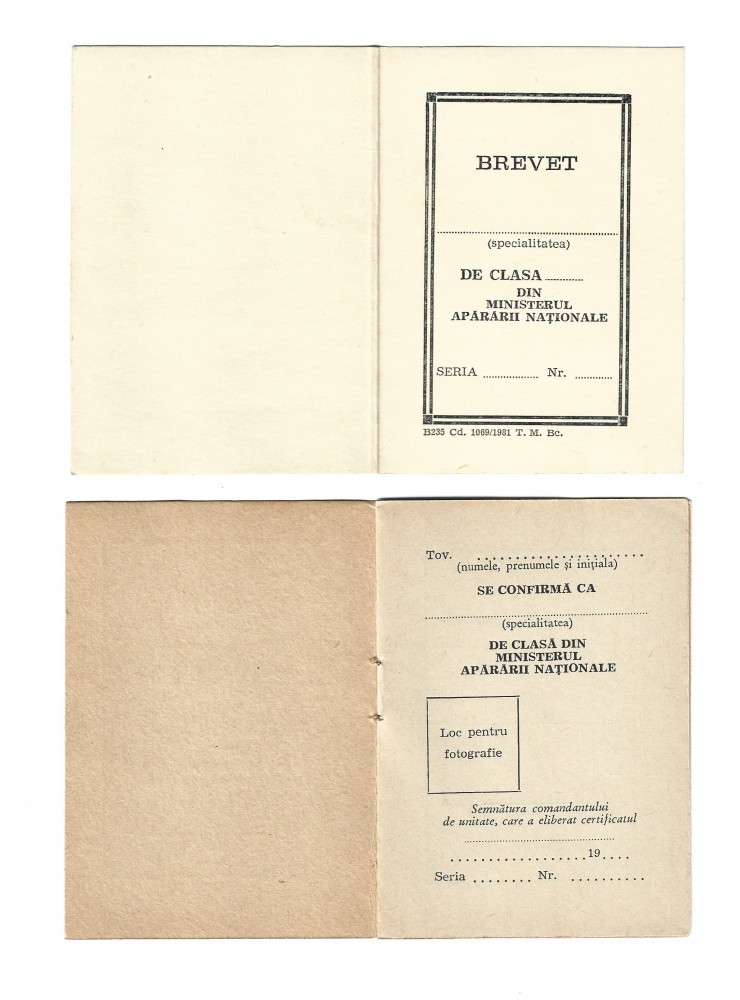 BREVET
(specialitatea)
DE CLASA
DIN
MINISTERUL
APĂRĂRII NAȚIONALE
SERIA Nr.
B235 Cd. 1069/1981 T. M. Bc.
Tov.
(numele, prenumele și inițiala)
SE CONFIRMĂ CA
(specialitatea)
DE CLASĂ DIN
MINISTERUL
APĂRĂRII NAȚIONALE
Loc pentru
fotografie
Semnătura comandantului
de unitate, care a eliberat certificatul
19
Seria Nr.